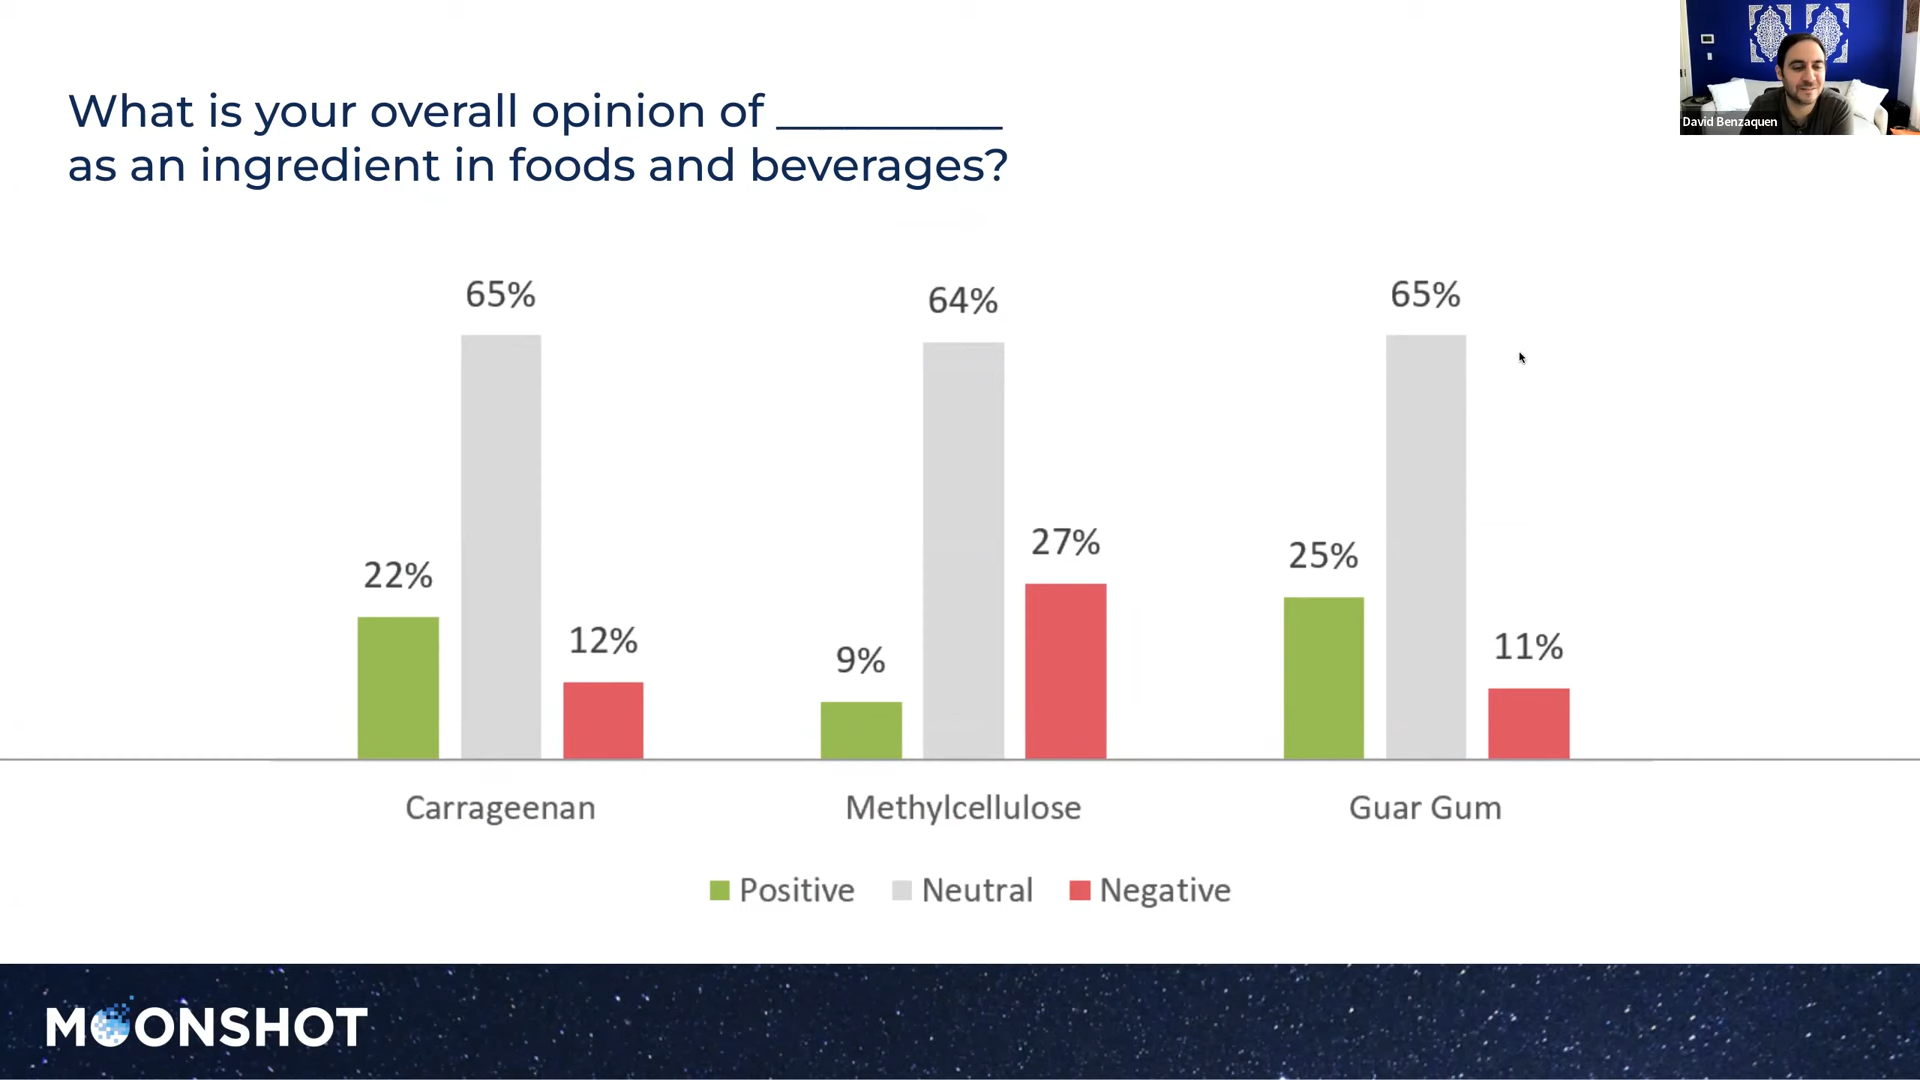 What is your overall opinion of __________
as an ingredient in foods and beverages?
David Benzaquen
65%
64%
65%
22%
12%
9%
27%
25%
11%
Carrageenan
Methylcellulose
Guar Gum
Positive
Neutral
Negative
MOONSHOT